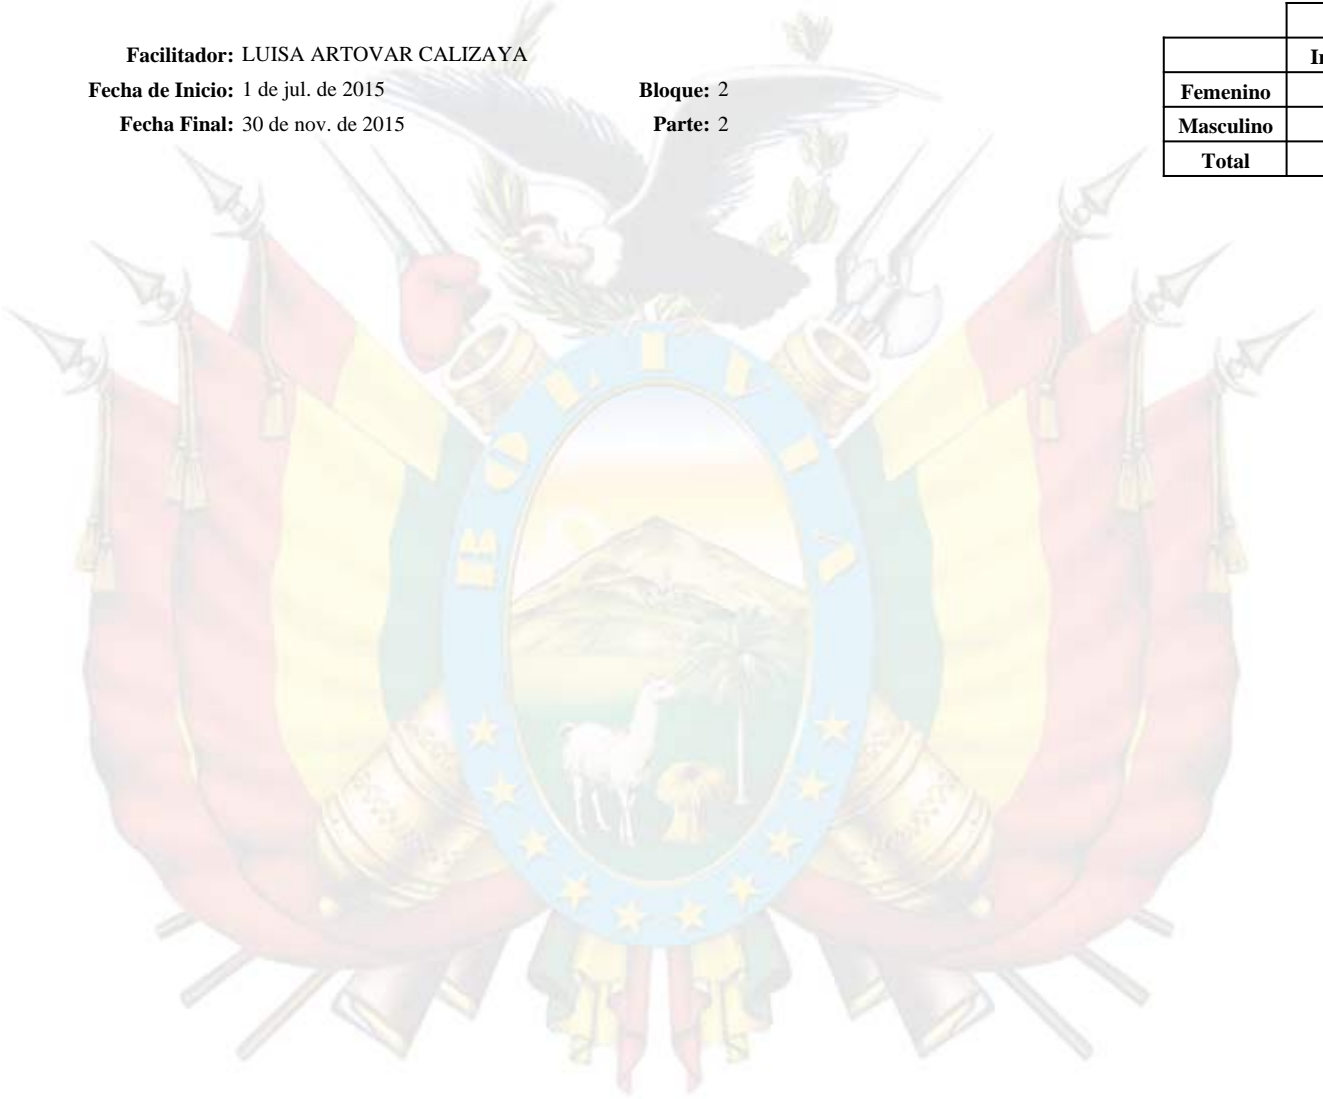 Facilitador: LUISA ARTOVAR CALIZAYA
Fecha de Inicio: 1 de jul. de 2015 Bloque: 2
Fecha Final: 30 de nov. de 2015 Parte: 2
Femenino
Masculino
Total
BOLIVIA